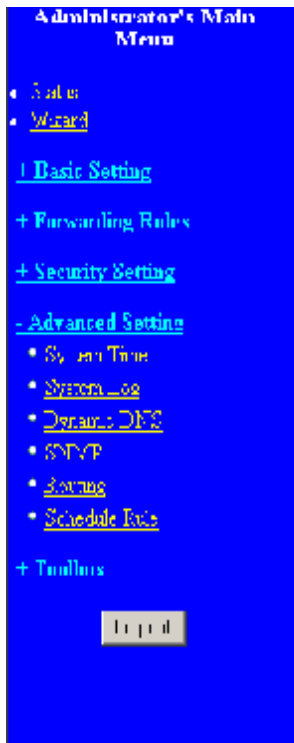 Administrator's Main
Menu
Status
Wizard
+ Basic Setting
+ Forwarding Rules
+ Security Setting
- Advanced Setting
System Time
System Log
Dynamic DNS
SNMP
Routing
Schedule Rule
+ Toolbox